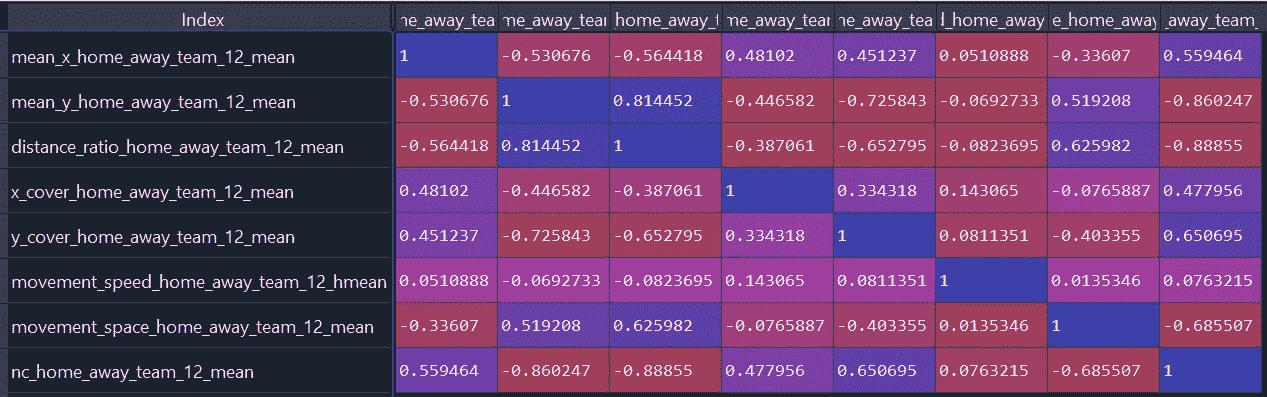 Index me_away_tea me_away_team home_away_t me_away_team ne_away_team d_home_away e_home_away away_team_
mean_x_home_away_team_12_mean 1 -0.530676 -0.564418 0.48102 0.451237 0.0510888 -0.33607 0.559464
mean_y_home_away_team_12_mean -0.530676 1 0.814452 -0.446582 -0.725843 -0.0692733 0.519208 -0.860247
distance_ratio_home_away_team_12_mean -0.564418 0.814452 1 -0.387061 -0.652795 -0.0823695 0.625982 -0.88855
x_cover_home_away_team_12_mean 0.48102 -0.446582 -0.387061 1 0.334318 0.143065 -0.0765887 0.477956
y_cover_home_away_team_12_mean 0.451237 -0.725843 -0.652795 0.334318 1 0.0811351 -0.403355 0.650695
movement_speed_home_away_team_12_hmean 0.0510888 -0.0692733 -0.0823695 0.143065 0.0811351 1 0.0135346 0.0763215
movement_space_home_away_team_12_mean -0.33607 0.519208 0.625982 -0.0765887 -0.403355 0.0135346 1 -0.685507
nc_home_away_team_12_mean 0.559464 -0.860247 -0.88855 0.477956 0.650695 0.0763215 -0.685507 1